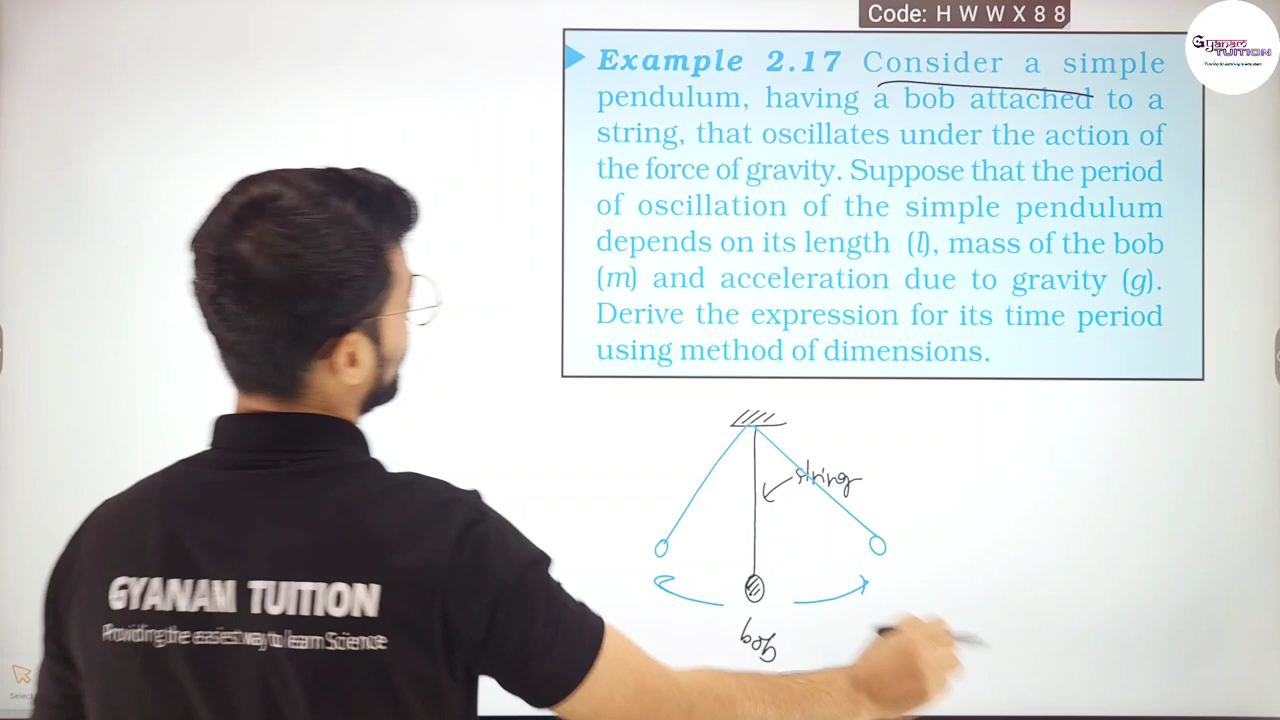 Code: H W W X 8 8
Gyanam
TUITION
Example 2.17 Consider a simple
pendulum, having a bob attached to a
string, that oscillates under the action of
the force of gravity. Suppose that the period
of oscillation of the simple pendulum
depends on its length (l), mass of the bob
(m) and acceleration due to gravity (g).
Derive the expression for its time period
using method of dimensions.
string
bob
GYANAM TUITION
Providing the easiest way to learn Science
Select